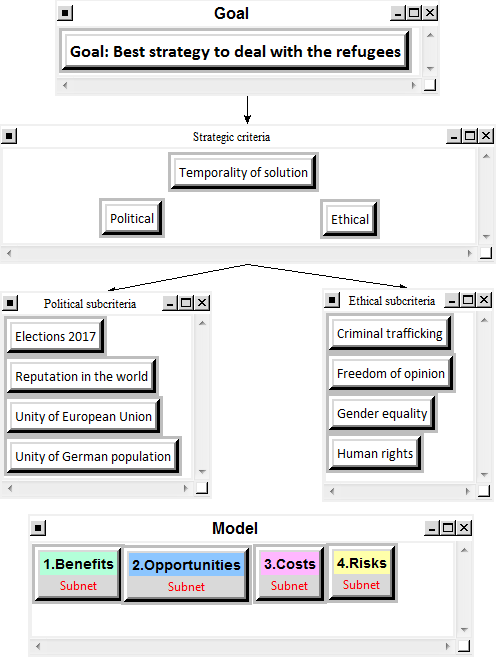 Goal
Goal: Best strategy to deal with the refugees
Strategic criteria
Temporality of solution
Political
Ethical
Political subcriteria
Elections 2017
Reputation in the world
Unity of European Union
Unity of German population
Ethical subcriteria
Criminal trafficking
Freedom of opinion
Gender equality
Human rights
Model
1.Benefits
Subnet
2.Opportunities
Subnet
3.Costs
Subnet
4.Risks
Subnet